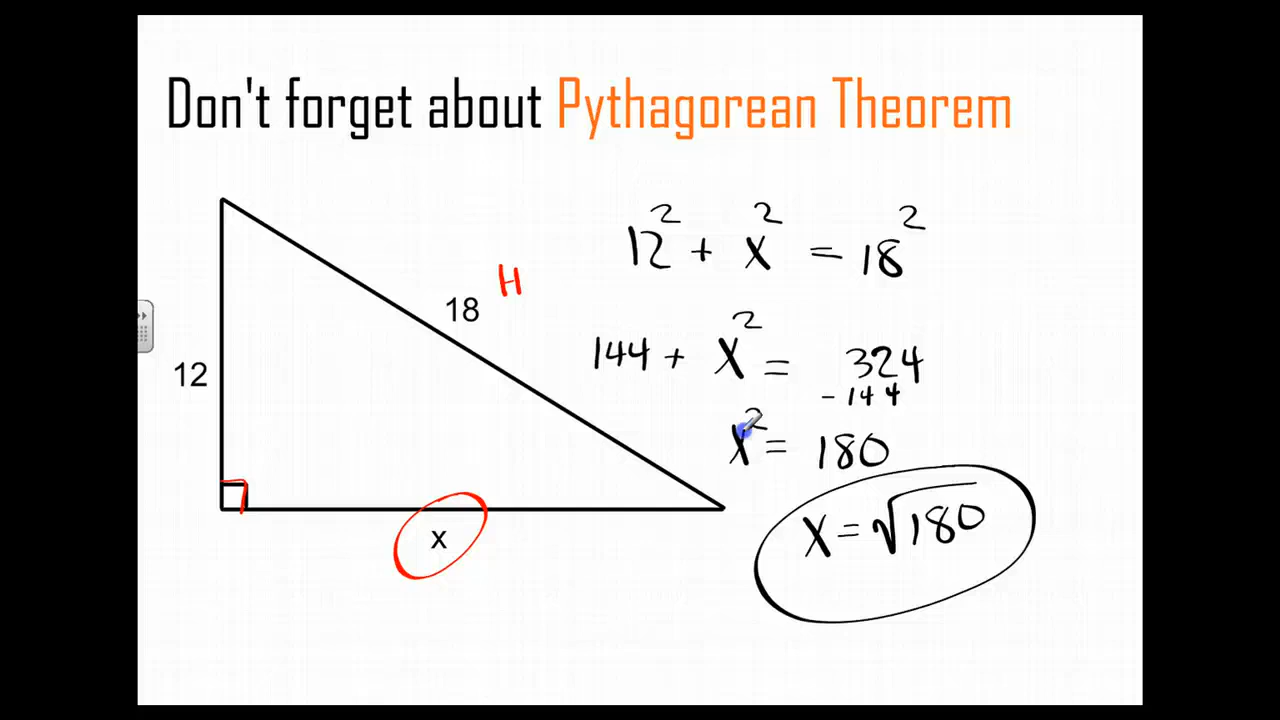 Don't forget about Pythagorean Theorem
12² + x² = 18²
H
18
144 + x² = 324
12
- 144
x² = 180
x = √180
x